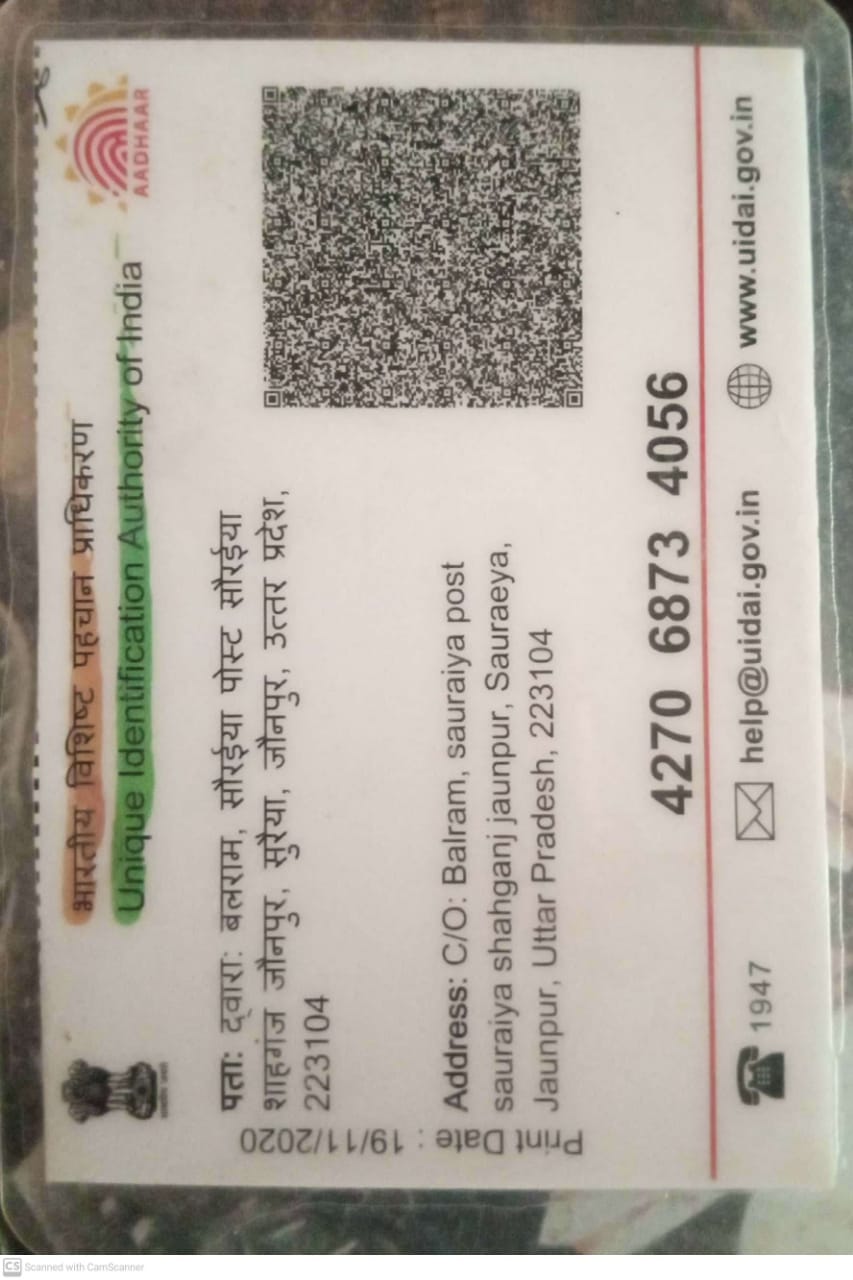 भारतीय विशिष्ट पहचान प्राधिकरण
Unique Identification Authority of India
AADHAAR
पता: द्वारा: बलराम, सौरईया पोस्ट सौरईया
शाहगंज जौनपुर, सुरैया, जौनपुर, उत्तर प्रदेश,
223104
Address: C/O: Balram, sauraiya post
sauraiya shahganj jaunpur, Sauraeya,
Jaunpur, Uttar Pradesh, 223104
Print Date : 19/11/2020
4270 6873 4056
1947
help@uidai.gov.in
www.uidai.gov.in
CS Scanned with CamScanner